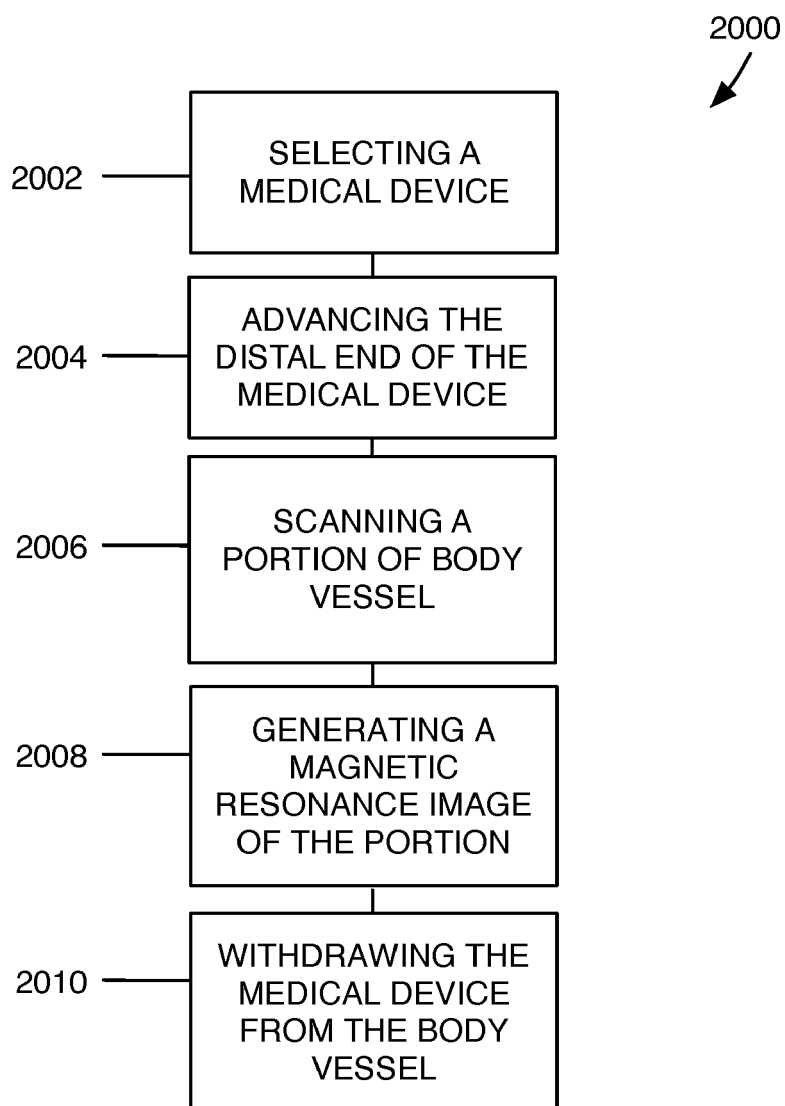 2000
2002
SELECTING A
MEDICAL DEVICE
2004
ADVANCING THE
DISTAL END OF THE
MEDICAL DEVICE
2006
SCANNING A
PORTION OF BODY
VESSEL
2008
GENERATING A
MAGNETIC
RESONANCE IMAGE
OF THE PORTION
2010
WITHDRAWING THE
MEDICAL DEVICE
FROM THE BODY
VESSEL